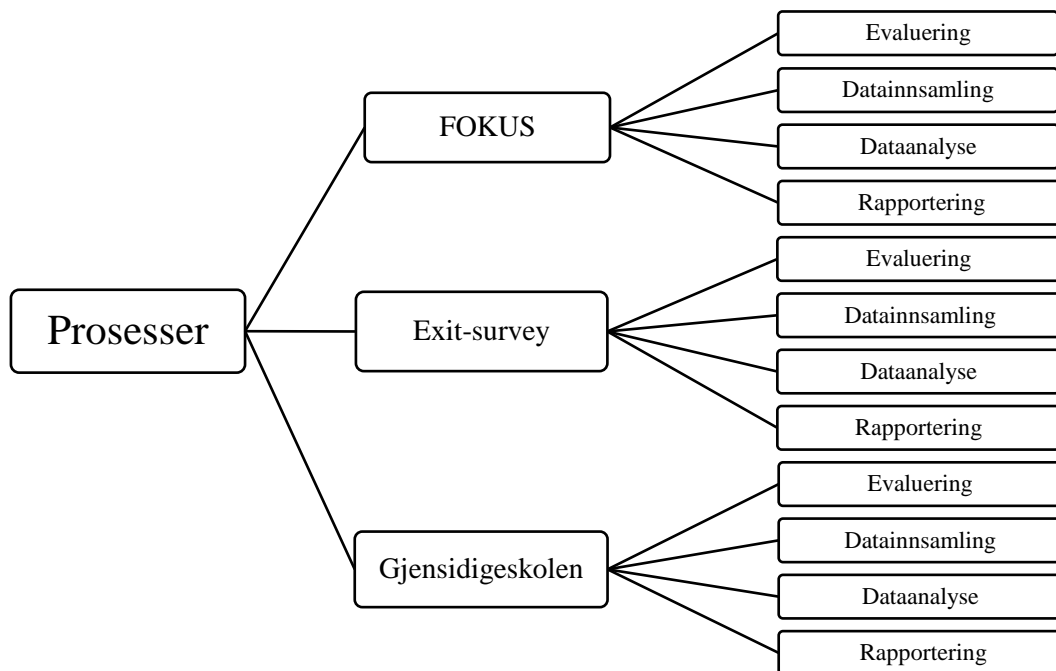 Prosesser
FOKUS
Evaluering
Datainnsamling
Dataanalyse
Rapportering
Exit-survey
Evaluering
Datainnsamling
Dataanalyse
Rapportering
Gjensidigeskolen
Evaluering
Datainnsamling
Dataanalyse
Rapportering